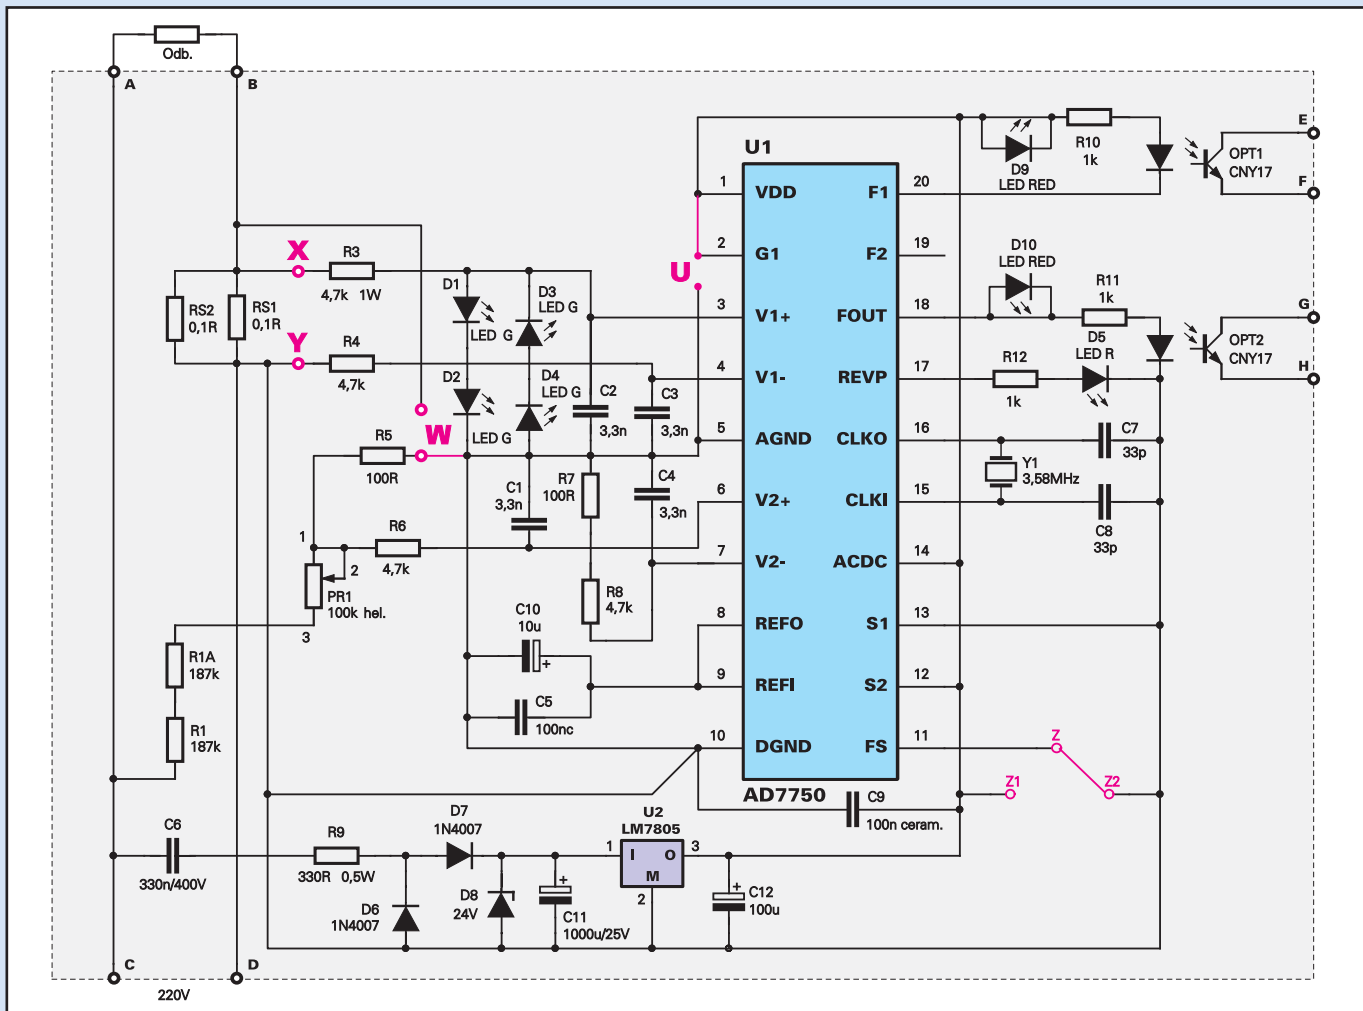 Odb.
A
B
E
R10
1k
D9
LED RED
OPT1
CNY17
F
U1
1
VDD
F1
20
X
R3
4,7k 1W
2
G1
F2
19
U
D10
LED RED
R11
1k
D1
LED G
D3
LED G
RS2
0,1R
RS1
0,1R
3
V1+
FOUT
18
G
OPT2
CNY17
H
Y
R4
4,7k
D5
LED R
R12
1k
4
V1-
REVP
17
D2
LED G
D4
LED G
C2
3,3n
C3
3,3n
W
R5
100R
5
AGND
CLKO
16
C7
33p
Y1
3,58MHz
C1
3,3n
R7
100R
C4
3,3n
6
V2+
CLKI
15
C8
33p
1
2
R6
4,7k
PR1
100k hel.
3
7
V2-
ACDC
14
R8
4,7k
C10
10u
+
8
REFO
S1
13
R1A
187k
9
REFI
S2
12
C5
100nc
R1
187k
10
DGND
FS
11
Z
Z1
Z2
AD7750
C9
100n ceram.
C6
330n/400V
R9
330R 0,5W
D7
1N4007
U2
LM7805
1
I
O
3
M
2
D6
1N4007
D8
24V
+
C11
1000u/25V
+
C12
100u
C
D
220V